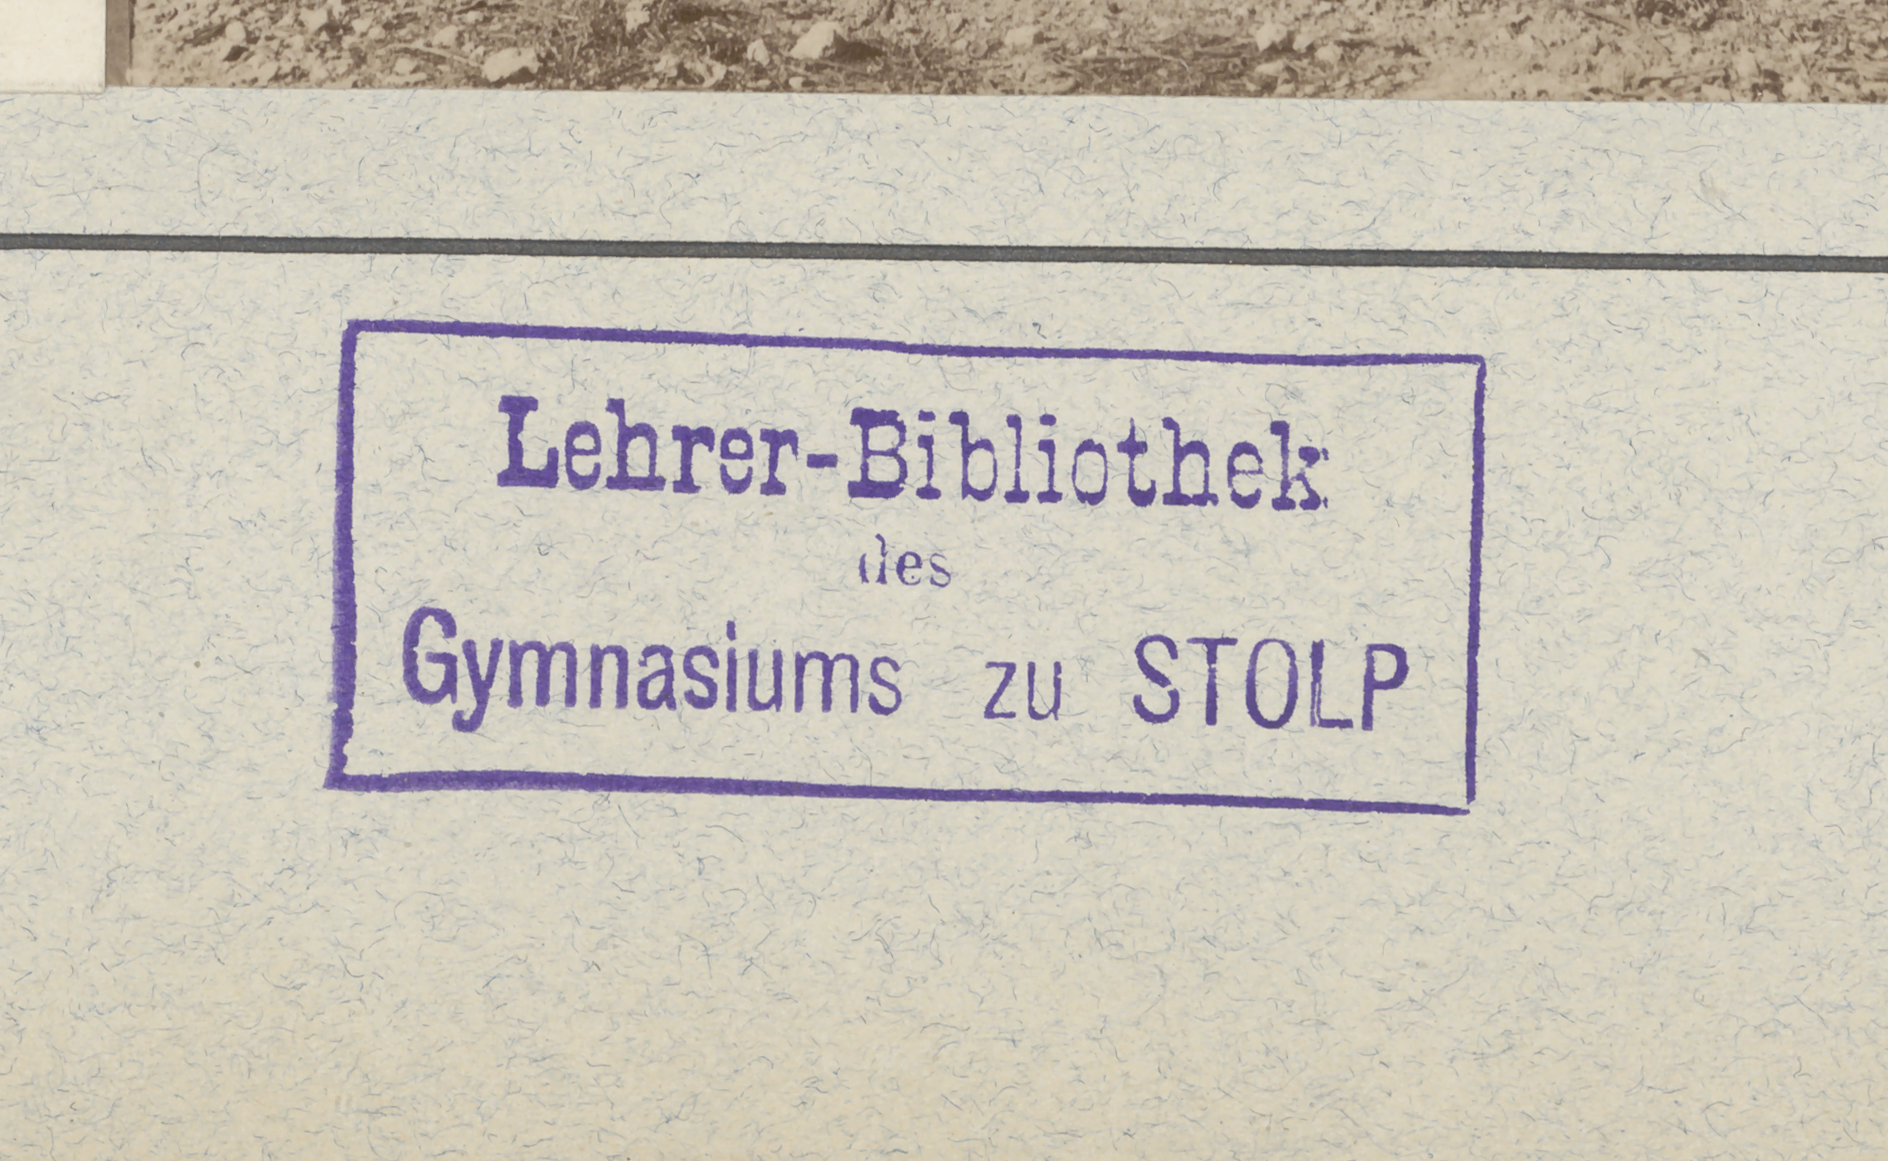 Lehrer-Bibliothek
des
Gymnasiums zu STOLP